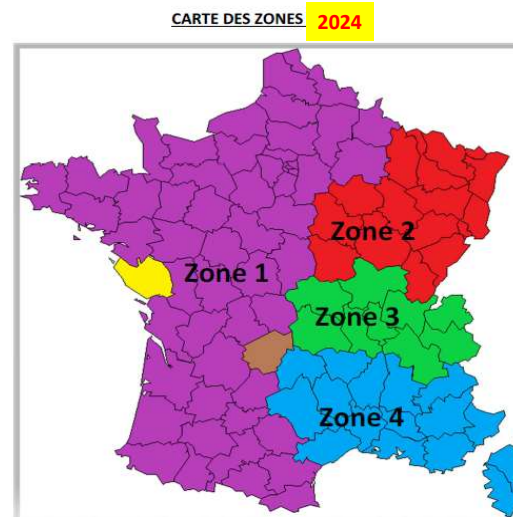 CARTE DES ZONES 2024
Zone 2
Zone 1
Zone 3
Zone 4